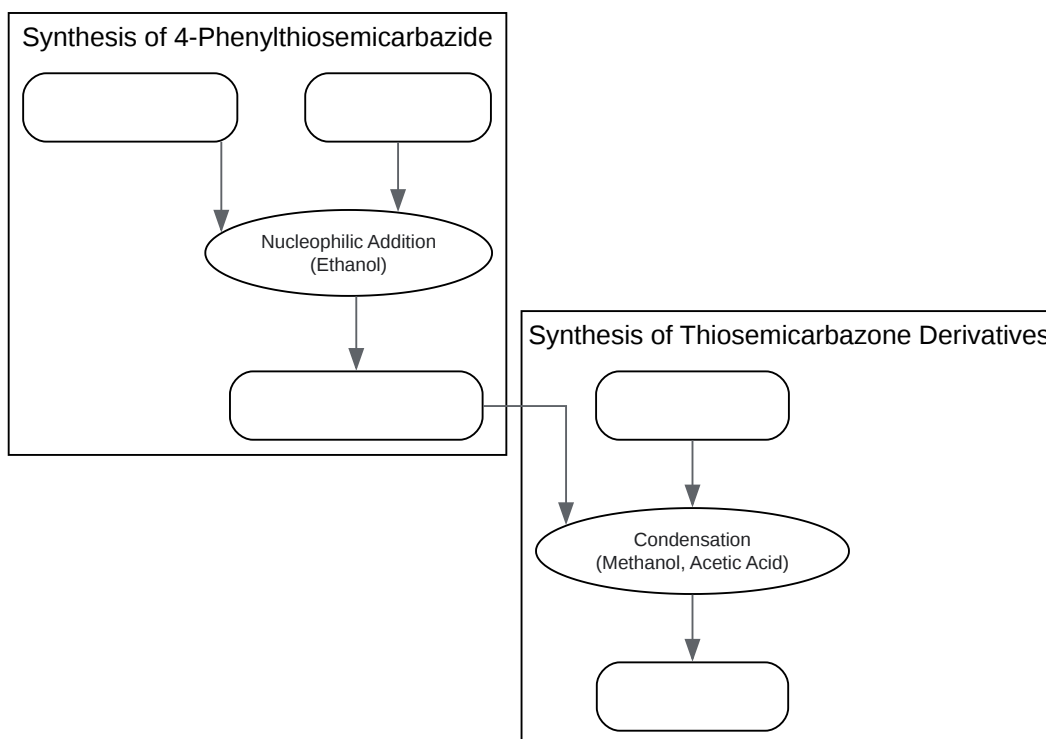 Synthesis of 4-Phenylthiosemicarbazide
Nucleophilic Addition
(Ethanol)
Synthesis of Thiosemicarbazone Derivatives
Condensation
(Methanol, Acetic Acid)